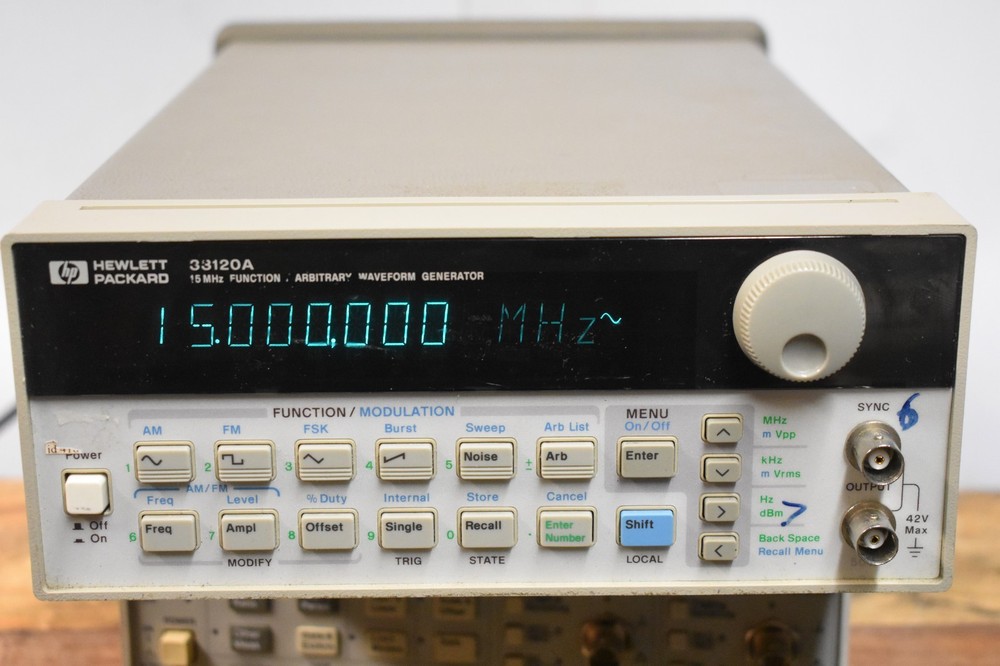 hp HEWLETT PACKARD 33120A
15 MHz FUNCTION / ARBITRARY WAVEFORM GENERATOR
15.000,000 MHz~
FUNCTION / MODULATION
MENU
SYNC 6
AM FM FSK Burst Sweep Arb List On/Off MHz
m Vpp
1 2 3 4 5 Noise ± Arb Enter
kHz
m Vrms
Power
AM/FM
OUTPUT
Freq Level % Duty Internal Store Cancel Hz
dBm 7
6 Freq 7 Ampl 8 Offset 9 Single 0 Recall . Enter Number Shift
42V
Max
Off
On
Back Space
Recall Menu
MODIFY TRIG STATE LOCAL